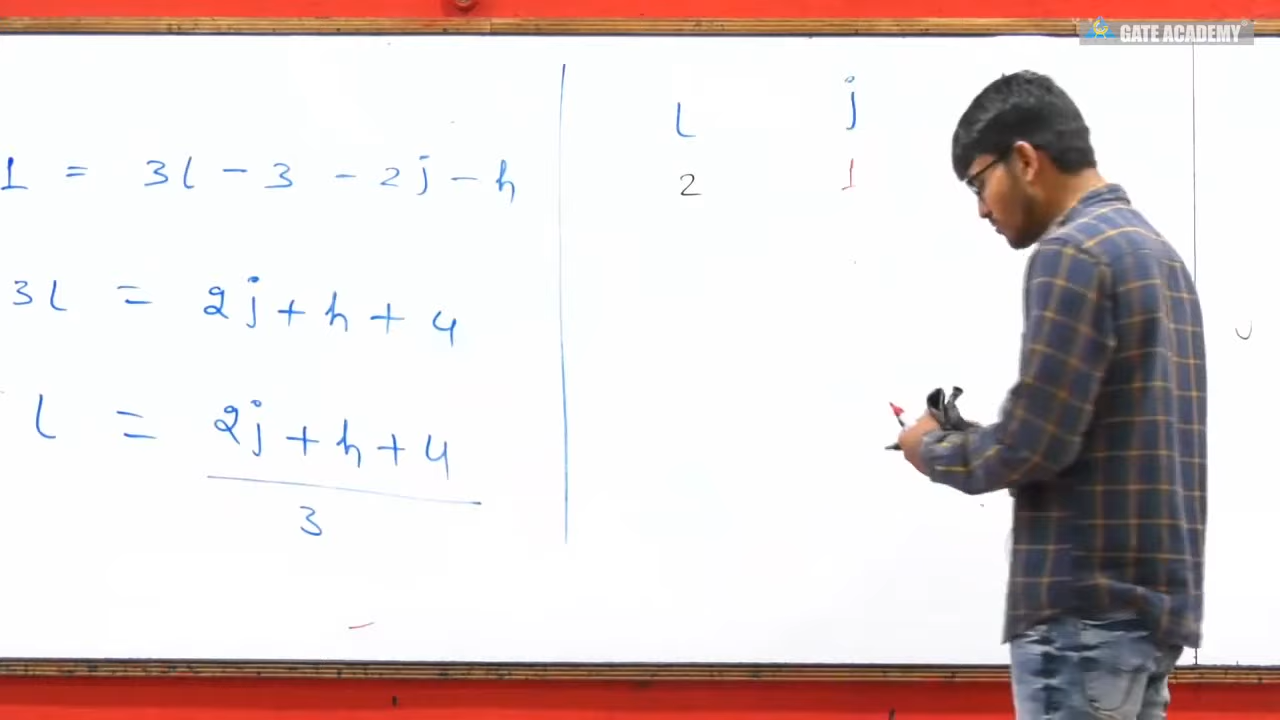 GATE ACADEMY
1 = 3l - 3 - 2j - h
3l = 2j + h + 4
l = 2j + h + 4
3
l j
2 1